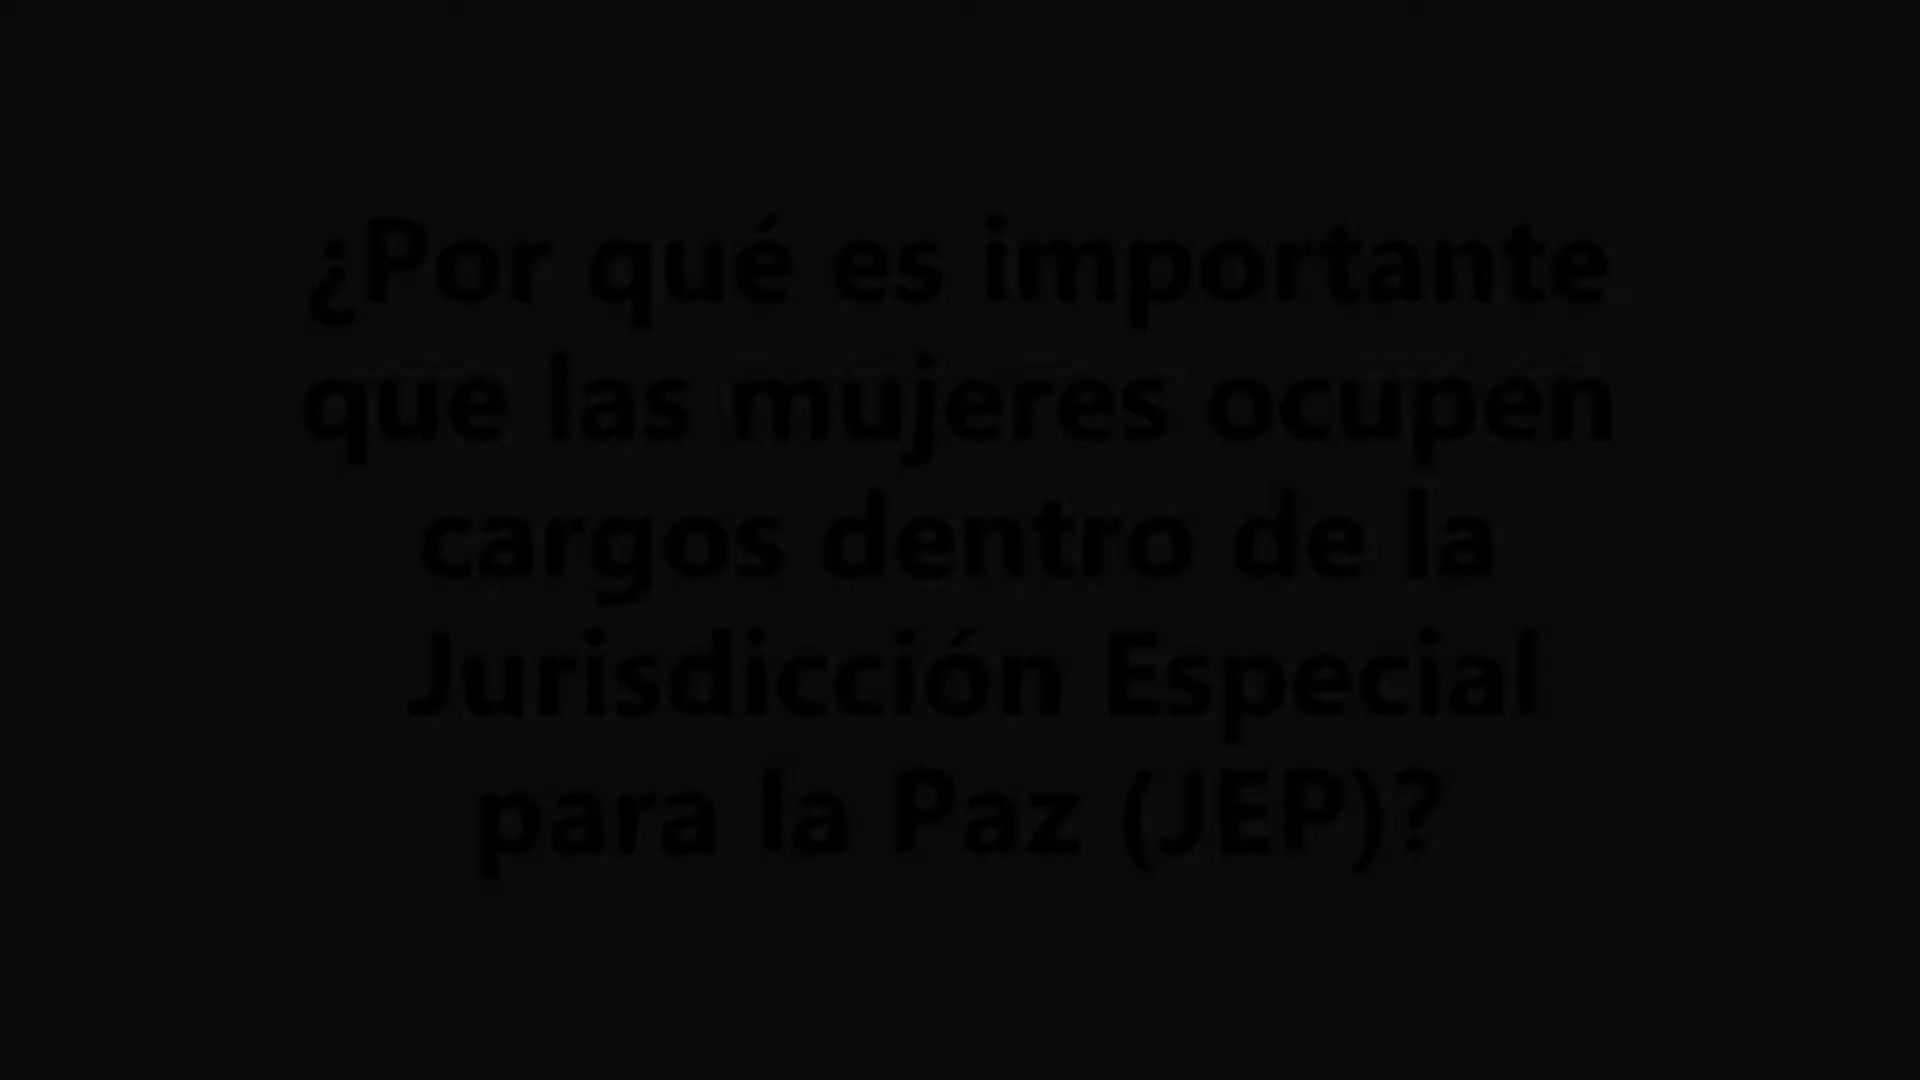 ¿Por qué es importante
que las mujeres ocupen
cargos dentro de la
Jurisdicción Especial
para la Paz (JEP)?